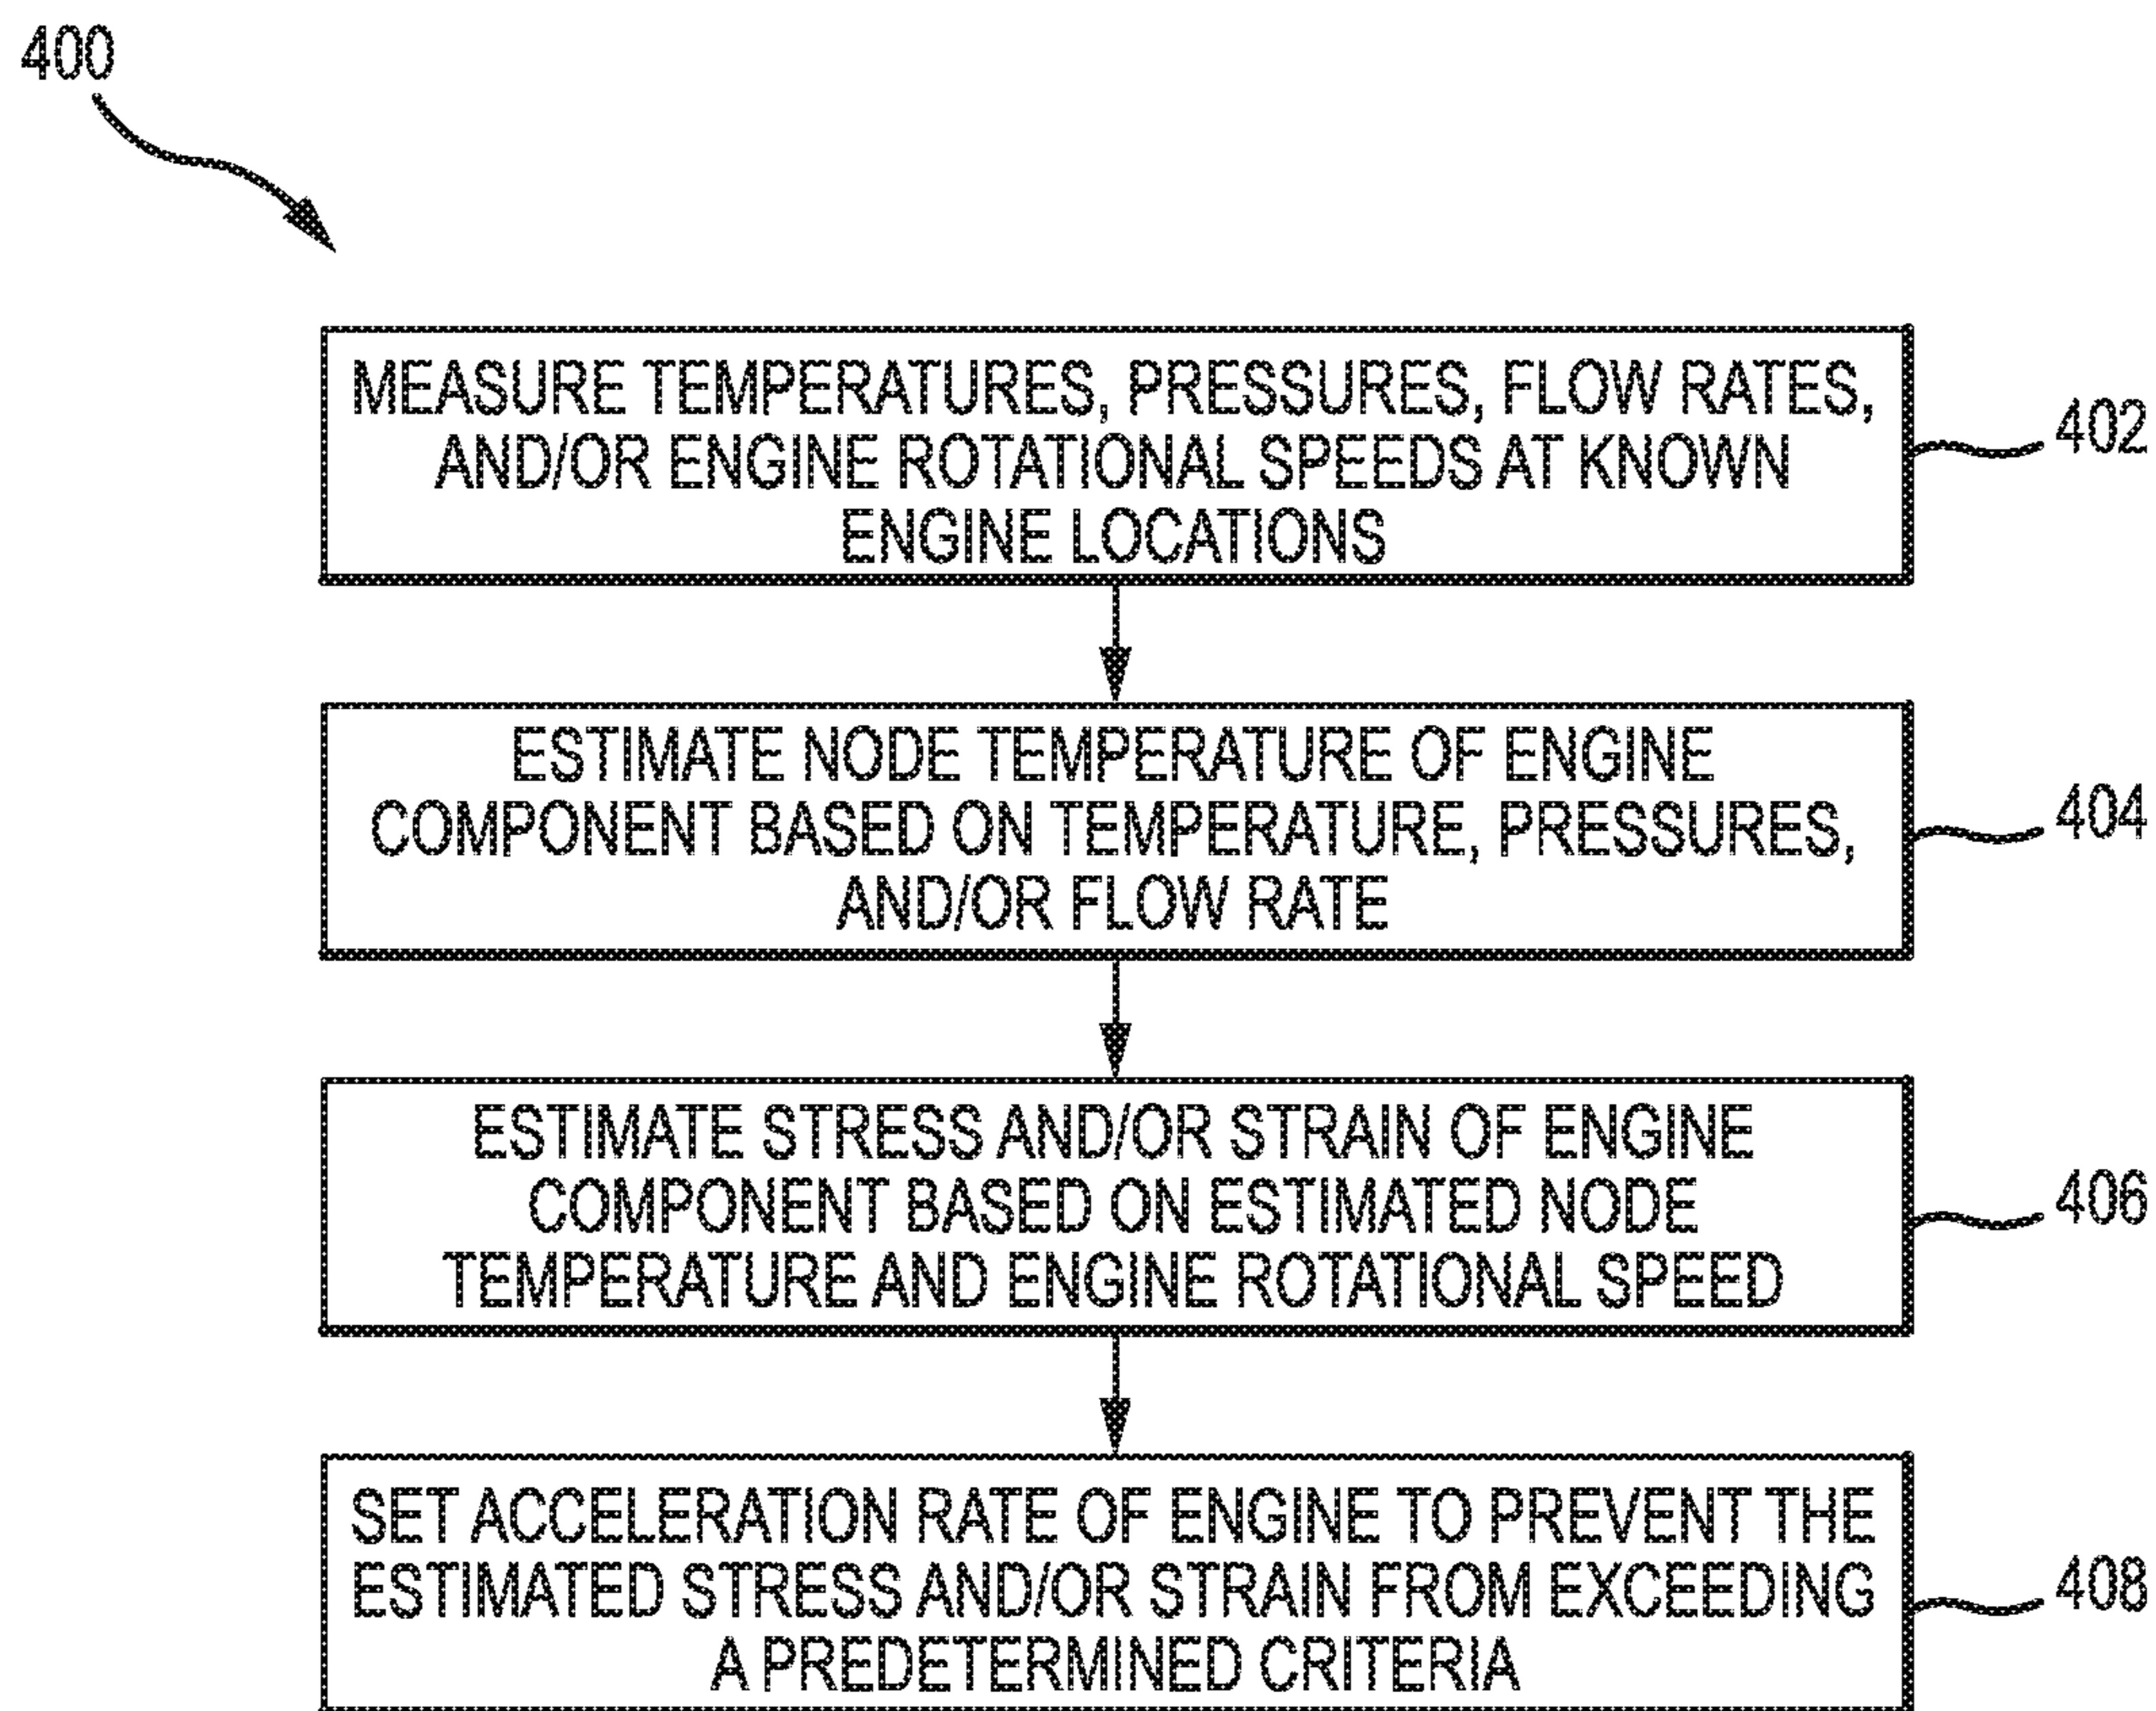 400
MEASURE TEMPERATURES, PRESSURES, FLOW RATES,
AND/OR ENGINE ROTATIONAL SPEEDS AT KNOWN
ENGINE LOCATIONS
402
ESTIMATE NODE TEMPERATURE OF ENGINE
COMPONENT BASED ON TEMPERATURE, PRESSURES,
AND/OR FLOW RATE
404
ESTIMATE STRESS AND/OR STRAIN OF ENGINE
COMPONENT BASED ON ESTIMATED NODE
TEMPERATURE AND ENGINE ROTATIONAL SPEED
406
SET ACCELERATION RATE OF ENGINE TO PREVENT THE
ESTIMATED STRESS AND/OR STRAIN FROM EXCEEDING
A PREDETERMINED CRITERIA
408